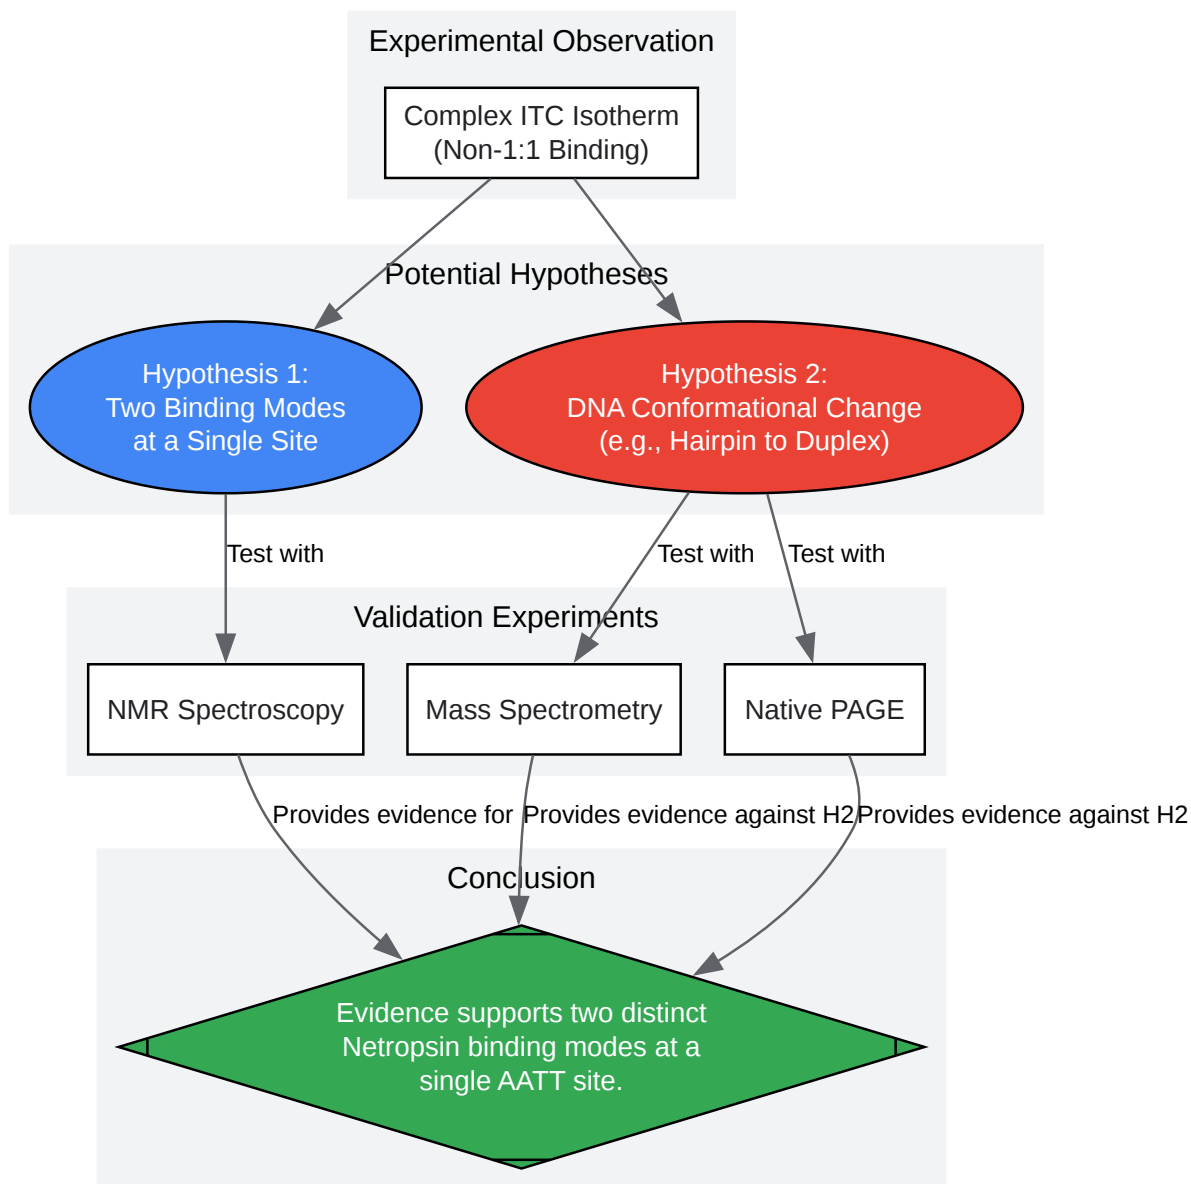 Experimental Observation
Complex ITC Isotherm
(Non-1:1 Binding)
Potential Hypotheses
Hypothesis 1:
Two Binding Modes
at a Single Site
Hypothesis 2:
DNA Conformational Change
(e.g., Hairpin to Duplex)
Test with
Test with
Test with
Validation Experiments
NMR Spectroscopy
Mass Spectrometry
Native PAGE
Provides evidence for
Provides evidence against H2
Provides evidence against H2
Conclusion
Evidence supports two distinct
Netropsin binding modes at a
single AATT site.